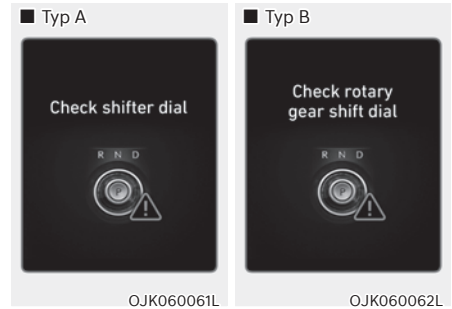 ■ Typ A
Check shifter dial
R N D
P
OJK060061L
■ Typ B
Check rotary
gear shift dial
R N D
P
OJK060062L